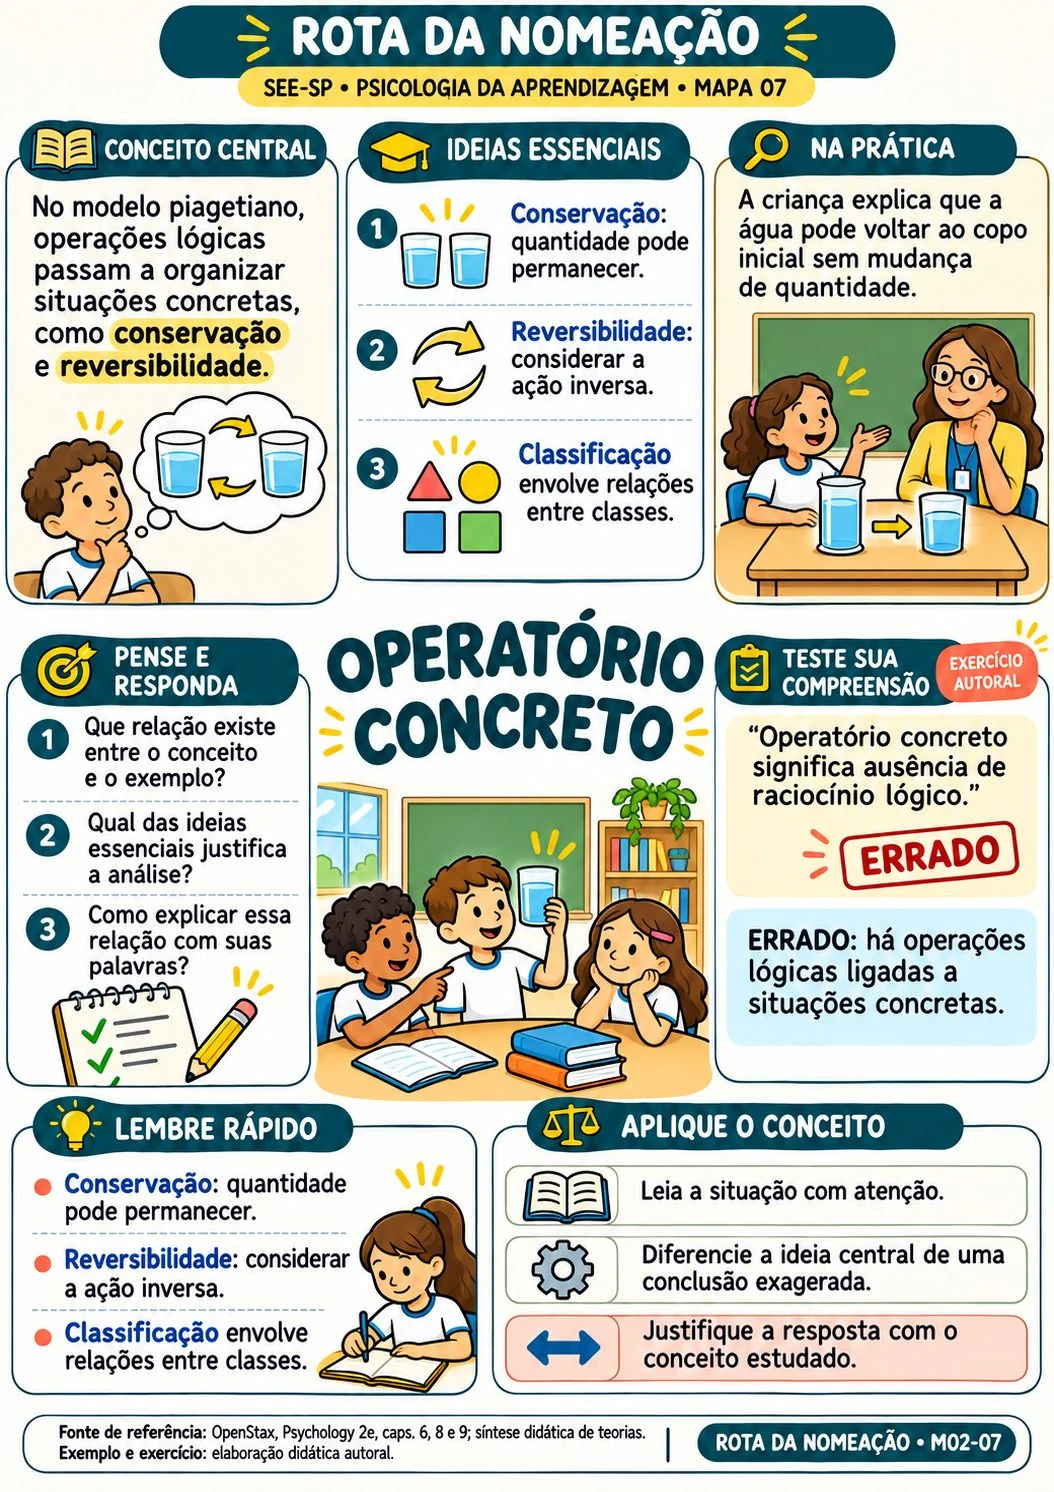 ROTA DA NOMEAÇÃO
SEE-SP • PSICOLOGIA DA APRENDIZAGEM • MAPA 07
CONCEITO CENTRAL
No modelo piagetiano,
operações lógicas
passam a organizar
situações concretas,
como conservação
e reversibilidade.
IDEIAS ESSENCIAIS
1
Conservação:
quantidade pode
permanecer.
2
Reversibilidade:
considerar a
ação inversa.
3
Classificação
envolve relações
entre classes.
NA PRÁTICA
A criança explica que a
água pode voltar ao copo
inicial sem mudança
de quantidade.
PENSE E
RESPONDA
1
Que relação existe
entre o conceito
e o exemplo?
2
Qual das ideias
essenciais justifica
a análise?
3
Como explicar essa
relação com suas
palavras?
OPERATÓRIO
CONCRETO
TESTE SUA
COMPREENSÃO
EXERCÍCIO
AUTORAL
“Operatório concreto
significa ausência de
raciocínio lógico.”
ERRADO
ERRADO: há operações
lógicas ligadas a
situações concretas.
LEMBRE RÁPIDO
Conservação: quantidade
pode permanecer.
Reversibilidade: considerar
a ação inversa.
Classificação envolve
relações entre classes.
APLIQUE O CONCEITO
Leia a situação com atenção.
Diferencie a ideia central de uma
conclusão exagerada.
Justifique a resposta com o
conceito estudado.
Fonte de referência: OpenStax, Psychology 2e, caps. 6, 8 e 9; síntese didática de teorias.
Exemplo e exercício: elaboração didática autoral.
ROTA DA NOMEAÇÃO • M02-07